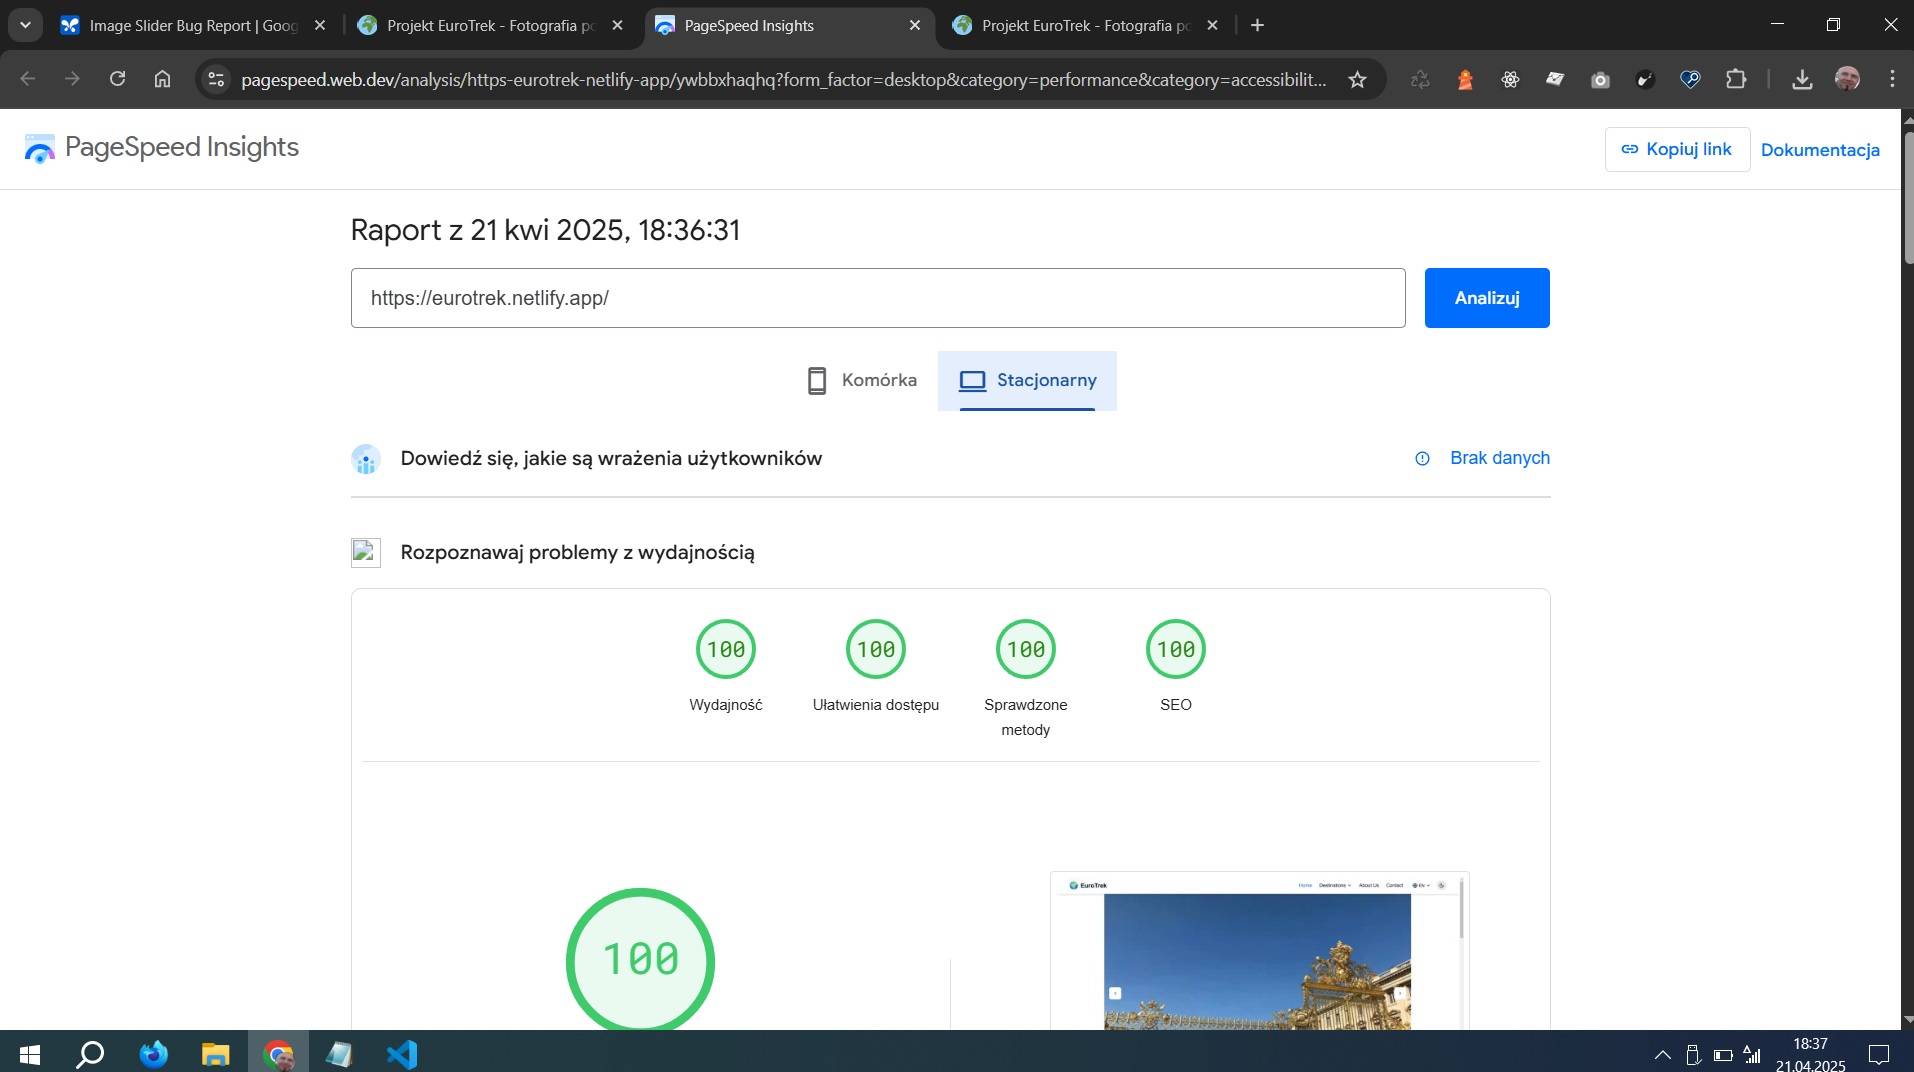 Image Slider Bug Report | Goog
Projekt EuroTrek - Fotografia po
PageSpeed Insights
Projekt EuroTrek - Fotografia po
pagespeed.web.dev/analysis/https-eurotrek-netlify-app/ywbbxhaqhq?form_factor=desktop&category=performance&category=accessibilit...
PageSpeed Insights
Kopiuj link
Dokumentacja
Raport z 21 kwi 2025, 18:36:31
https://eurotrek.netlify.app/
Analizuj
Komórka
Stacjonarny
Dowiedź się, jakie są wrażenia użytkowników
Brak danych
Rozpoznawaj problemy z wydajnością
100
100
100
100
Wydajność
Ułatwienia dostępu
Sprawdzone
metody
SEO
100
EuroTrek
Home
Destinations
About Us
Contact
EN
18:37
21.04.2025